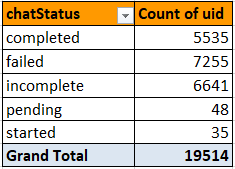 chatStatus Count of uid
completed 5535
failed 7255
incomplete 6641
pending 48
started 35
Grand Total 19514